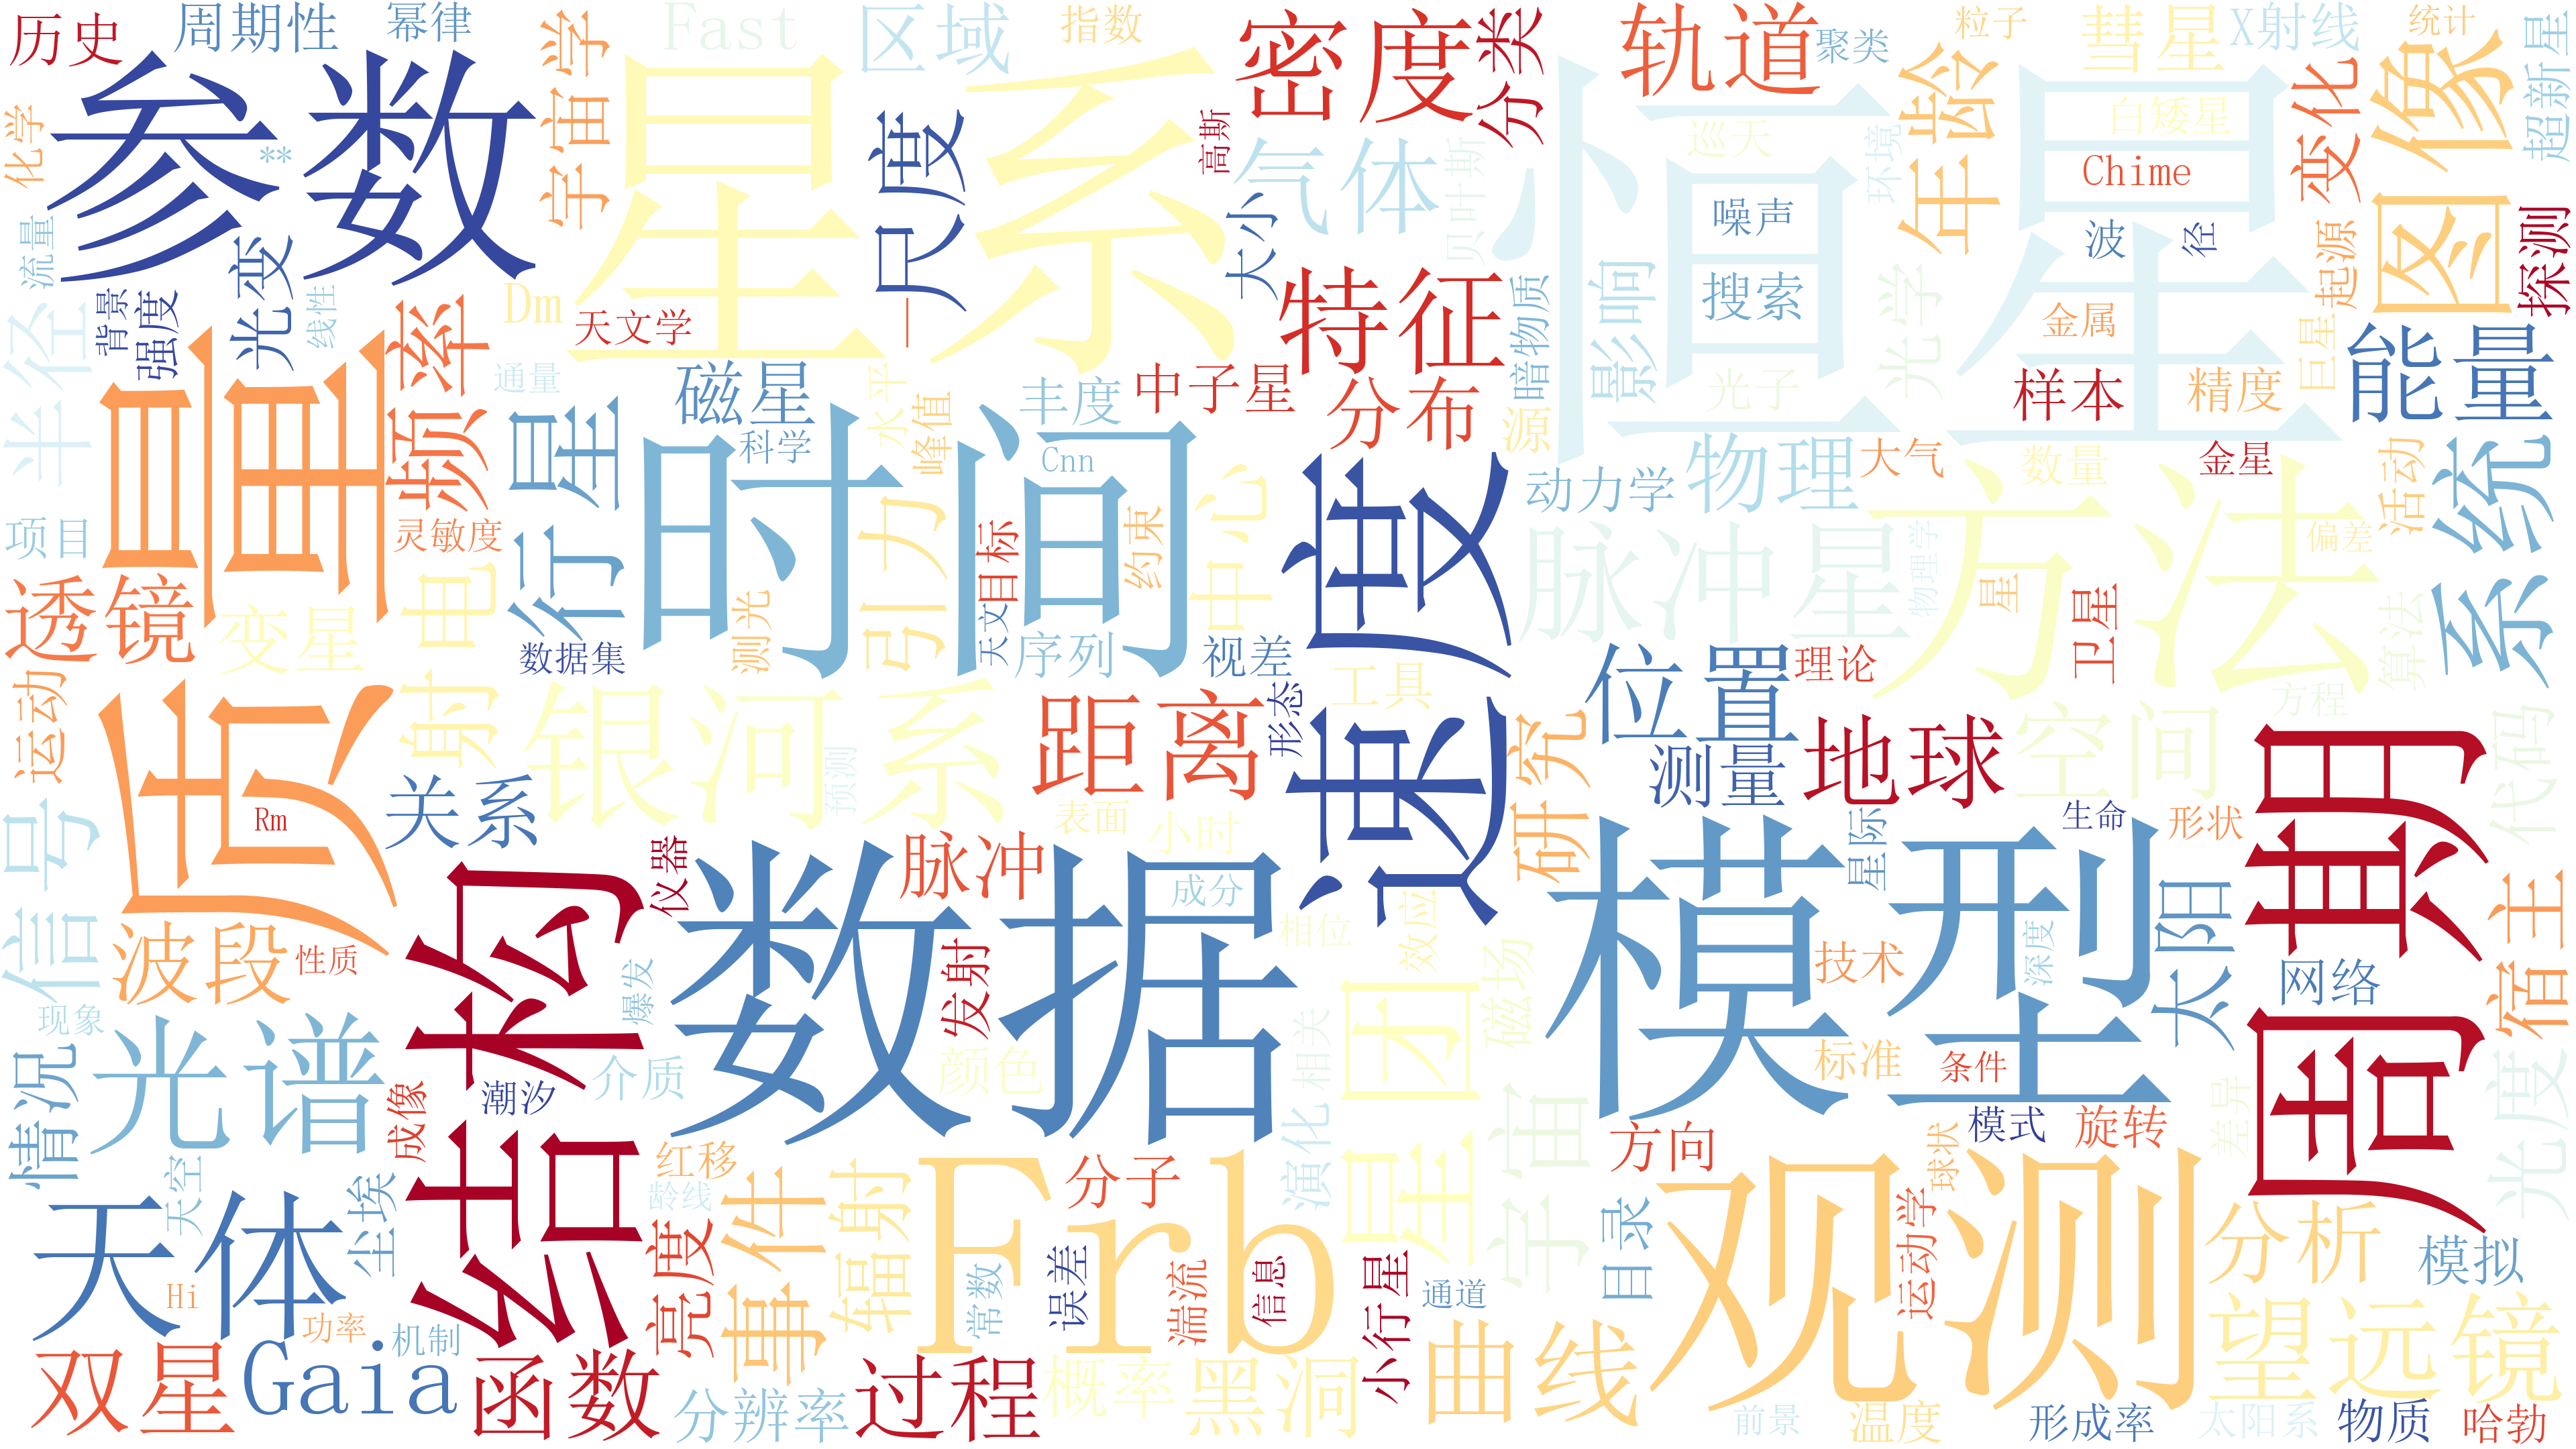 历史
周期性
幂律
Fast
区域
指数
密度
分类
轨道
聚类
粒子
彗星
X射线
统计
超新星
参数
宇宙学
星系
尺度
高斯
气体
贝叶斯
恒星
巡天
环境
年龄
白矮星
Chime
变化
图像
探测
化学
**
流量
光变
背景
强度
线性
频率
Dm
天文学
一
大小
特征
暗物质
影响
噪声
搜索
光学
波
径
起源
金属
巨星
能量
半径
质量
通量
磁星
水平
峰值
丰度
中子星
分布
源
光子
样本
精度
行星
时间
科学
Cnn
引力
目标
约束
中心
速度
动力学
物理
大气
数量
金星
活动
系统
项目
灵敏度
脉冲星
方法
物理学
星
偏差
透镜
变星
射电
数据集
测光
天文
序列
视差
工具
形态
位置
理论
卫星
算法
方程
运动
银河系
预测
距离
表面
小时
研究
测量
地球
空间
生命
形状
代码
周期
信号
Rm
关系
仪器
脉冲
成分
星际
宿主
波段
性质
结构
数据
发射
相位
效应
模型
技术
深度
太阳
网络
现象
光谱
爆发
介质
颜色
相关
星团
磁场
标准
条件
模式
旋转
差异
光度
情况
成像
潮汐
红移
龄线
分子
演化
宇宙
方向
球状
天空
尘埃
天体
亮度
事件
辐射
Frb
常数
误差
湍流
信息
小行星
通道
目录
观测
运动学
分析
模拟
Hi
功率
机制
双星
Gaia
函数
分辨率
过程
概率
黑洞
曲线
前景
温度
形成率
望远镜
太阳系
物质
哈勃